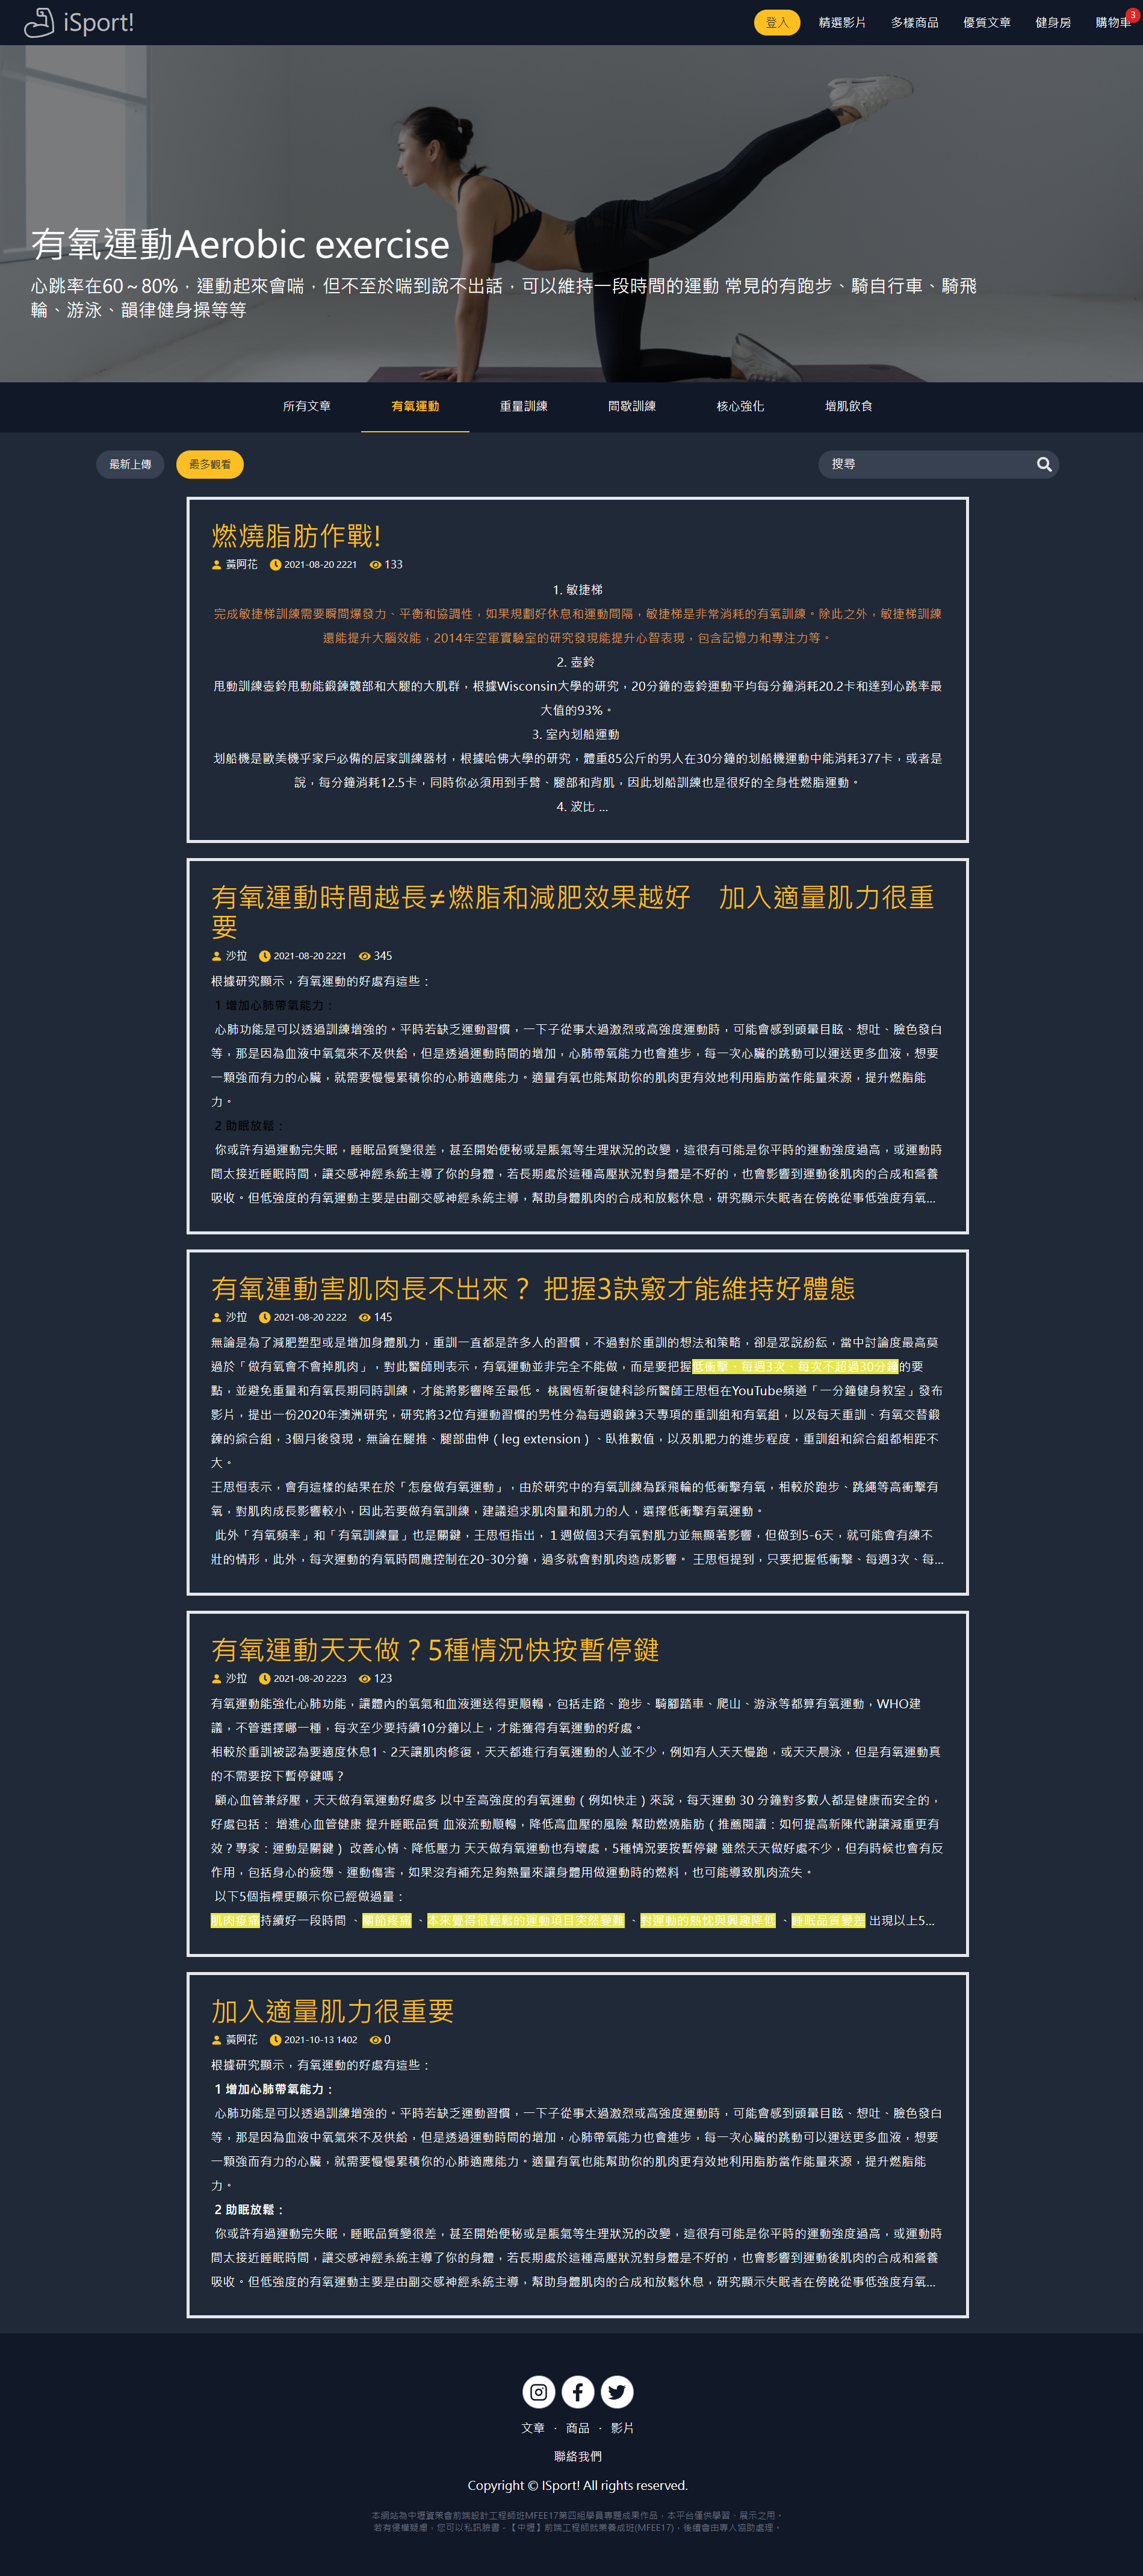 iSport!
登入
精選影片
多樣商品
優質文章
健身房
購物車
3
有氧運動Aerobic exercise
心跳率在60~80%，運動起來會喘，但不至於喘到說不出話，可以維持一段時間的運動 常見的有跑步、騎自行車、騎飛
輪、游泳、韻律健身操等等
所有文章
有氧運動
重量訓練
間歇訓練
核心強化
增肌飲食
最新上傳
最多觀看
搜尋
燃燒脂肪作戰!
黃阿花 2021-08-20 2221 133
1. 敏捷梯
完成敏捷梯訓練需要瞬間爆發力、平衡和協調性，如果規劃好休息和運動間隔，敏捷梯是非常消耗的有氧訓練。除此之外，敏捷梯訓練
還能提升大腦效能，2014年空軍實驗室的研究發現能提升心智表現，包含記憶力和專注力等。
2. 壺鈴
甩動訓練壺鈴甩動能鍛鍊髖部和大腿的大肌群，根據Wisconsin大學的研究，20分鐘的壺鈴運動平均每分鐘消耗20.2卡和達到心跳率最
大值的93%。
3. 室內划船運動
划船機是歐美幾乎家戶必備的居家訓練器材，根據哈佛大學的研究，體重85公斤的男人在30分鐘的划船機運動中能消耗377卡，或者是
說，每分鐘消耗12.5卡，同時你必須用到手臂、腿部和背肌，因此划船訓練也是很好的全身性燃脂運動。
4. 波比 ...
有氧運動時間越長≠燃脂和減肥效果越好　加入適量肌力很重
要
沙拉 2021-08-20 2221 345
根據研究顯示，有氧運動的好處有這些：
1 增加心肺帶氧能力：
心肺功能是可以透過訓練增強的。平時若缺乏運動習慣，一下子從事太過激烈或高強度運動時，可能會感到頭暈目眩、想吐、臉色發白
等，那是因為血液中氧氣來不及供給，但是透過運動時間的增加，心肺帶氧能力也會進步，每一次心臟的跳動可以運送更多血液，想要
一顆強而有力的心臟，就需要慢慢累積你的心肺適應能力。適量有氧也能幫助你的肌肉更有效地利用脂肪當作能量來源，提升燃脂能
力。
2 助眠放鬆：
你或許有過運動完失眠，睡眠品質變很差，甚至開始便秘或是脹氣等生理狀況的改變，這很有可能是你平時的運動強度過高，或運動時
間太接近睡眠時間，讓交感神經系統主導了你的身體，若長期處於這種高壓狀況對身體是不好的，也會影響到運動後肌肉的合成和營養
吸收。但低強度的有氧運動主要是由副交感神經系統主導，幫助身體肌肉的合成和放鬆休息，研究顯示失眠者在傍晚從事低強度有氧...
有氧運動害肌肉長不出來？ 把握3訣竅才能維持好體態
沙拉 2021-08-20 2222 145
無論是為了減肥塑型或是增加身體肌力，重訓一直都是許多人的習慣，不過對於重訓的想法和策略，卻是眾說紛紜，當中討論度最高莫
過於「做有氧會不會掉肌肉」，對此醫師則表示，有氧運動並非完全不能做，而是要把握低衝擊、每週3次、每次不超過30分鐘的要
點，並避免重量和有氧長期同時訓練，才能將影響降至最低。 桃園恆新復健科診所醫師王思恒在YouTube頻道「一分鐘健身教室」發布
影片，提出一份2020年澳洲研究，研究將32位有運動習慣的男性分為每週鍛鍊3天專項的重訓組和有氧組，以及每天重訓、有氧交替鍛
鍊的綜合組，3個月後發現，無論在腿推、腿部曲伸（leg extension）、臥推數值，以及肌肥力的進步程度，重訓組和綜合組都相距不
大。
王思恒表示，會有這樣的結果在於「怎麼做有氧運動」，由於研究中的有氧訓練為踩飛輪的低衝擊有氧，相較於跑步、跳繩等高衝擊有
氧，對肌肉成長影響較小，因此若要做有氧訓練，建議追求肌肉量和肌力的人，選擇低衝擊有氧運動。
此外「有氧頻率」和「有氧訓練量」也是關鍵，王思恒指出，１週做個3天有氧對肌力並無顯著影響，但做到5-6天，就可能會有練不
壯的情形，此外，每次運動的有氧時間應控制在20-30分鐘，過多就會對肌肉造成影響。 王思恒提到，只要把握低衝擊、每週3次、每...
有氧運動天天做？5種情況快按暫停鍵
沙拉 2021-08-20 2223 123
有氧運動能強化心肺功能，讓體內的氧氣和血液運送得更順暢，包括走路、跑步、騎腳踏車、爬山、游泳等都算有氧運動，WHO建
議，不管選擇哪一種，每次至少要持續10分鐘以上，才能獲得有氧運動的好處。
相較於重訓被認為要適度休息1、2天讓肌肉修復，天天都進行有氧運動的人並不少，例如有人天天慢跑，或天天晨泳，但是有氧運動真
的不需要按下暫停鍵嗎？
顧心血管兼紓壓，天天做有氧運動好處多 以中至高強度的有氧運動（例如快走）來說，每天運動 30 分鐘對多數人都是健康而安全的，
好處包括： 增進心血管健康 提升睡眠品質 血液流動順暢，降低高血壓的風險 幫助燃燒脂肪（推薦閱讀：如何提高新陳代謝讓減重更有
效？專家：運動是關鍵） 改善心情、降低壓力 天天做有氧運動也有壞處，5種情況要按暫停鍵 雖然天天做好處不少，但有時候也會有反
作用，包括身心的疲憊、運動傷害，如果沒有補充足夠熱量來讓身體用做運動時的燃料，也可能導致肌肉流失。
以下5個指標更顯示你已經做過量：
肌肉痠痛持續好一段時間 、關節疼痛 、本來覺得很輕鬆的運動項目突然變難 、對運動的熱忱與興趣降低 、睡眠品質變差 出現以上5...
加入適量肌力很重要
黃阿花 2021-10-13 1402 0
根據研究顯示，有氧運動的好處有這些：
1 增加心肺帶氧能力：
心肺功能是可以透過訓練增強的。平時若缺乏運動習慣，一下子從事太過激烈或高強度運動時，可能會感到頭暈目眩、想吐、臉色發白
等，那是因為血液中氧氣來不及供給，但是透過運動時間的增加，心肺帶氧能力也會進步，每一次心臟的跳動可以運送更多血液，想要
一顆強而有力的心臟，就需要慢慢累積你的心肺適應能力。適量有氧也能幫助你的肌肉更有效地利用脂肪當作能量來源，提升燃脂能
力。
2 助眠放鬆：
你或許有過運動完失眠，睡眠品質變很差，甚至開始便秘或是脹氣等生理狀況的改變，這很有可能是你平時的運動強度過高，或運動時
間太接近睡眠時間，讓交感神經系統主導了你的身體，若長期處於這種高壓狀況對身體是不好的，也會影響到運動後肌肉的合成和營養
吸收。但低強度的有氧運動主要是由副交感神經系統主導，幫助身體肌肉的合成和放鬆休息，研究顯示失眠者在傍晚從事低強度有氧...
文章 · 商品 · 影片
聯絡我們
Copyright © ISport! All rights reserved.
本網站為中壢資策會前端設計工程師班MFEE17第四組學員專題成果作品，本平台僅供學習、展示之用。
若有侵權疑慮，您可以私訊臉書-【中壢】前端工程師就業養成班(MFEE17)，後續會由專人協助處理。